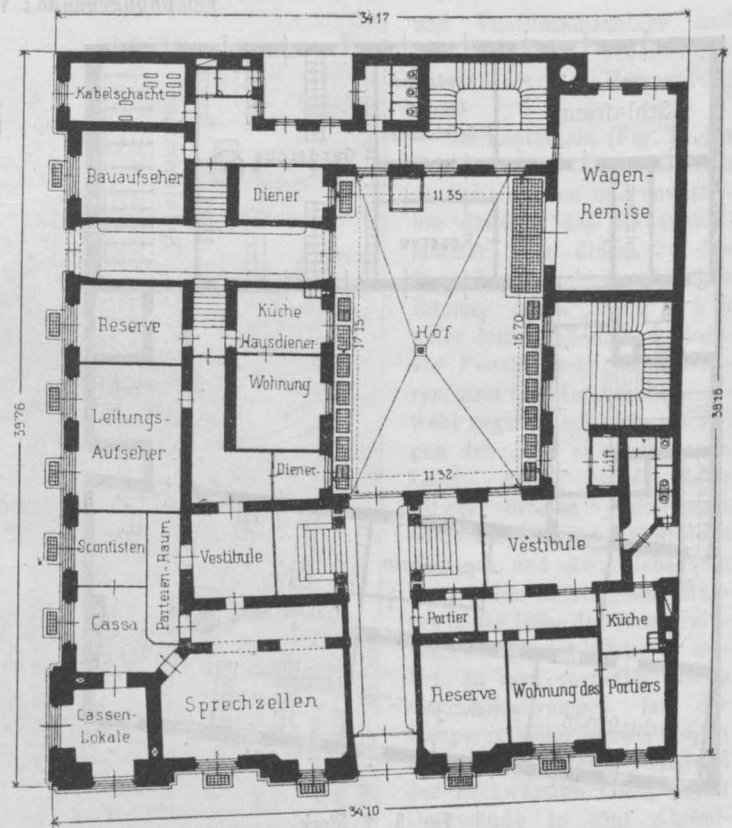 34·17
Kabelschacht
Bauaufseher
Diener
11.35
Wagen-
Remise
Reserve
Küche
Hausdiener-
Wohnung
17.15
Hof
16.70
39·76
38·15
Leitungs-
Aufseher
Diener
11.32
Lift
Scontisten
Parteien-Raum
Vestibule
Vestibule
Cassa
Portier
Küche
Cassen-
Lokale
Sprechzellen
Reserve
Wohnung des
Portiers
34·10